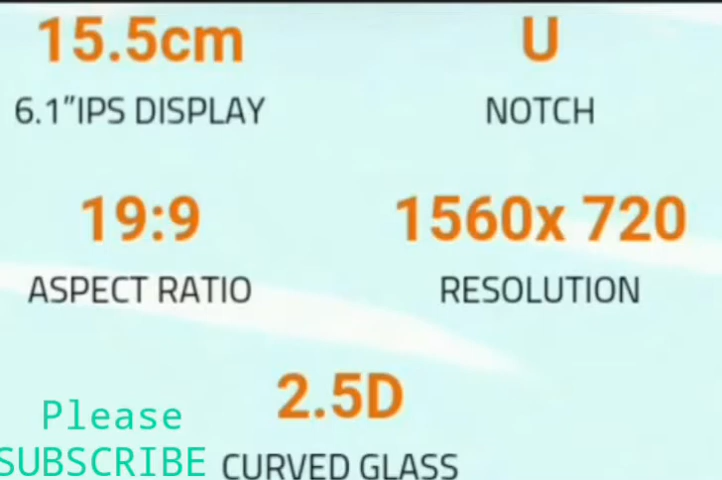 15.5cm
U
6.1"IPS DISPLAY
NOTCH
19:9
1560x 720
ASPECT RATIO
RESOLUTION
2.5D
CURVED GLASS
Please
SUBSCRIBE